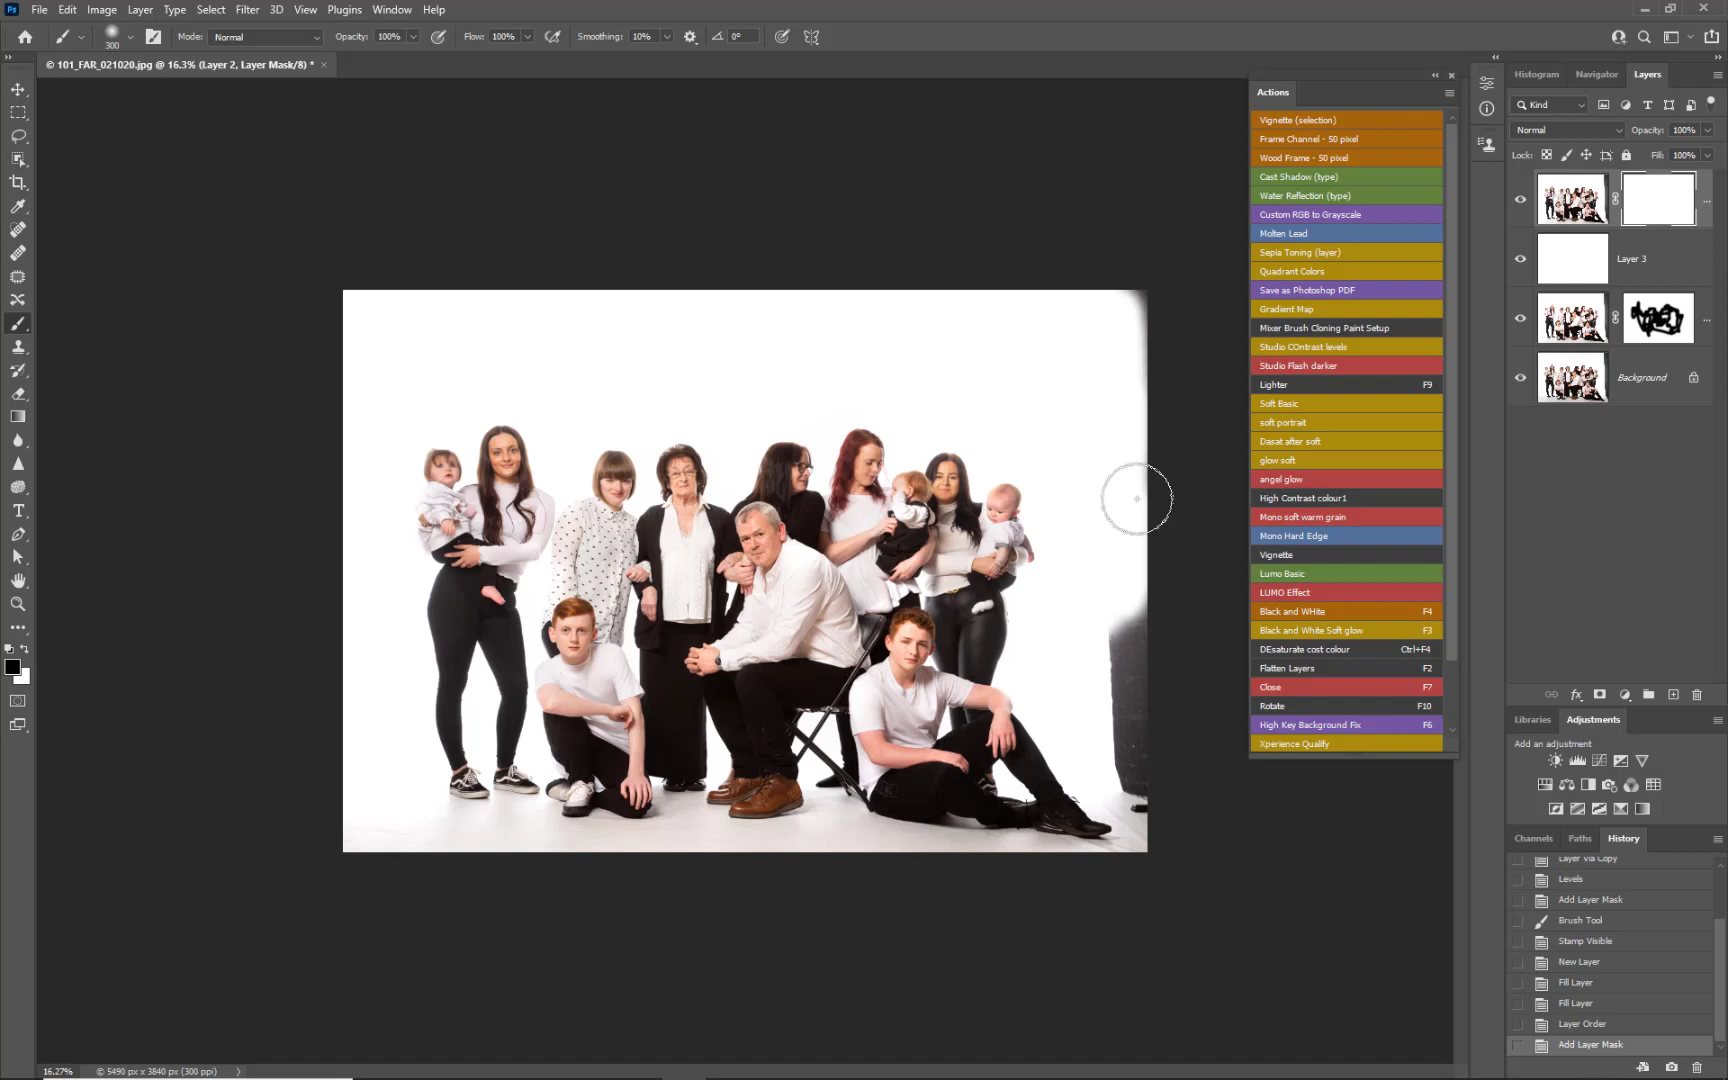 Ps File Edit Image Layer Type Select Filter 3D View Plugins Window Help
300 Mode: Normal Opacity: 100% Flow: 100% Smoothing: 10% 0°
© 101_FAR_021020.jpg @ 16.3% (Layer 2, Layer Mask/8) *
Actions
Vignette (selection)
Frame Channel - 50 pixel
Wood Frame - 50 pixel
Cast Shadow (type)
Water Reflection (type)
Custom RGB to Grayscale
Molten Lead
Sepia Toning (layer)
Quadrant Colors
Save as Photoshop PDF
Gradient Map
Mixer Brush Cloning Paint Setup
Studio COntrast levels
Studio Flash darker
Lighter F9
Soft Basic
soft portrait
Dasat after soft
glow soft
angel glow
High Contrast colour1
Mono soft warm grain
Mono Hard Edge
Vignette
Lumo Basic
LUMO Effect
Black and WHite F4
Black and White Soft glow F3
DEsaturate cost colour Ctrl+F4
Flatten Layers F2
Close F7
Rotate F10
High Key Background Fix F6
Xperience Qualify
Histogram Navigator Layers
Kind
Normal Opacity: 100%
Lock: Fill: 100%
...
Layer 3
...
Background
fx
Libraries Adjustments
Add an adjustment
Channels Paths History
Layer Via Copy
Levels
Add Layer Mask
Brush Tool
Stamp Visible
New Layer
Fill Layer
Fill Layer
Layer Order
Add Layer Mask
16.27% © 5490 px x 3840 px (300 ppi)